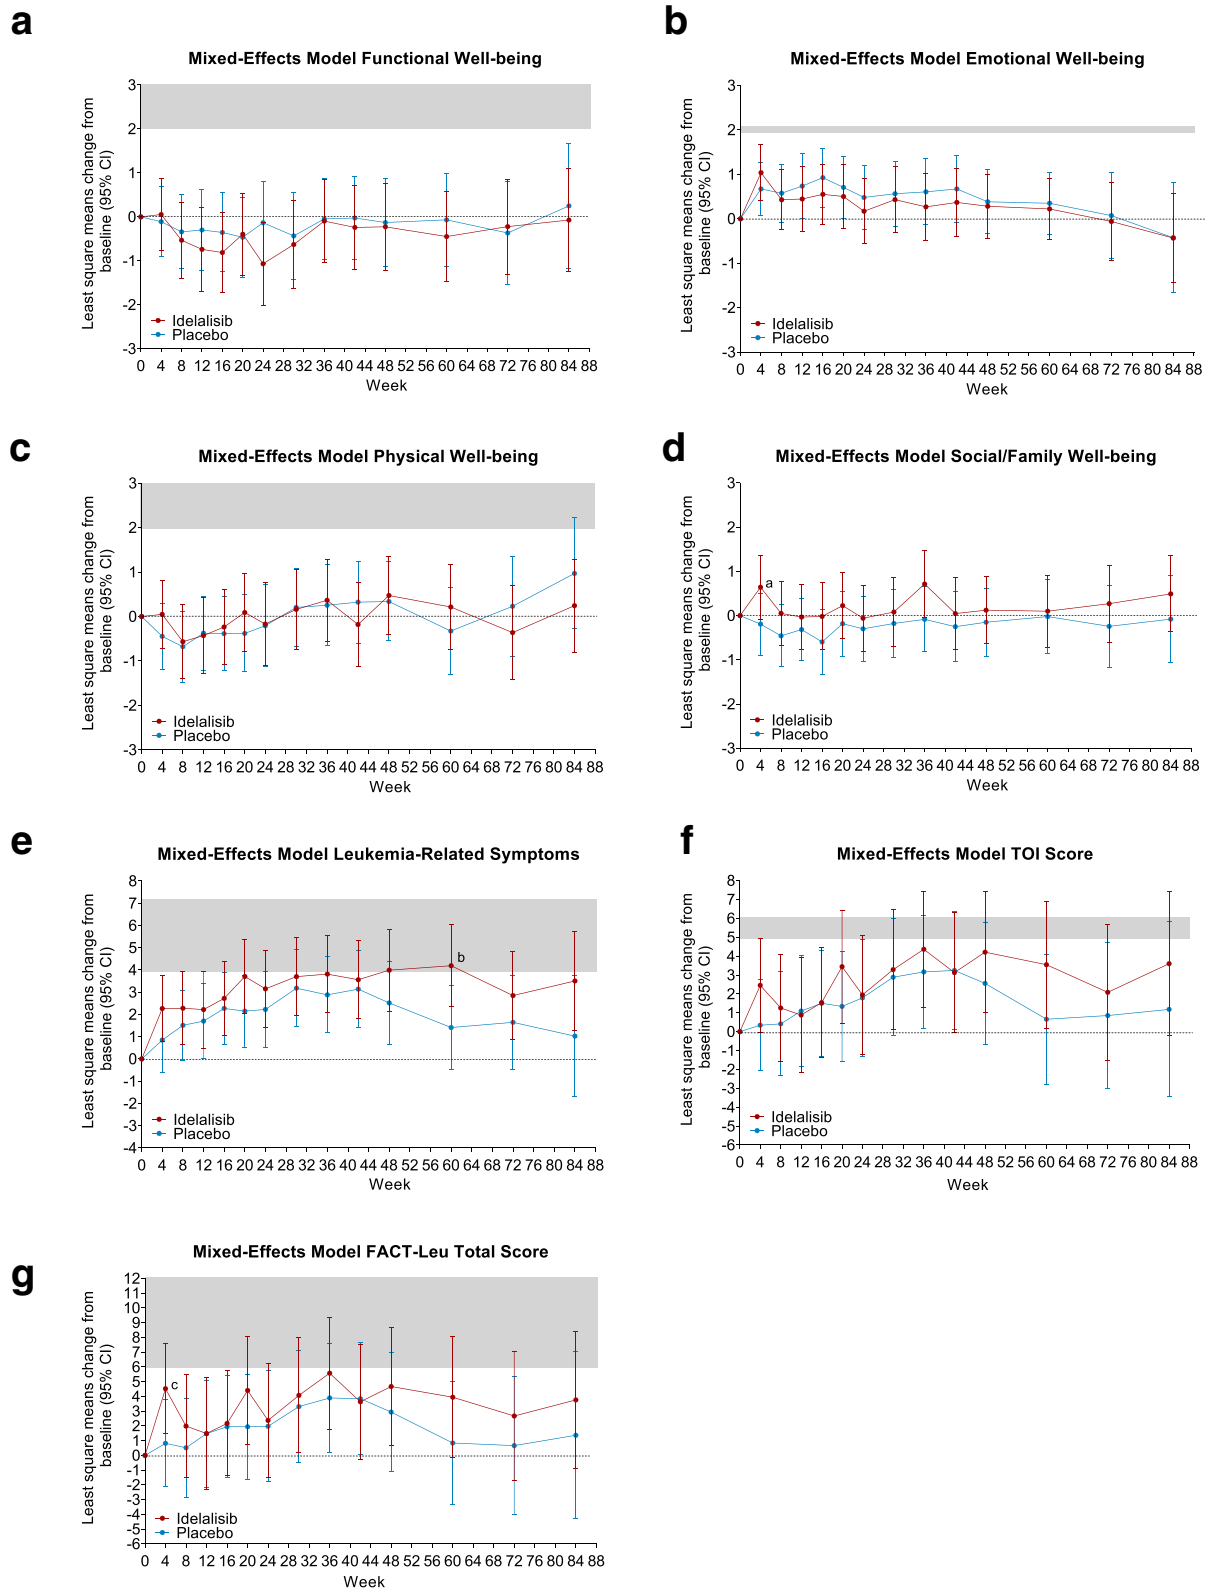 a
Mixed-Effects Model Functional Well-being
Least square means change from
baseline (95% CI)
3
2
1
0
-1
-2
-3
Idelalisib
Placebo
0 4 8 12 16 20 24 28 32 36 40 44 48 52 56 60 64 68 72 76 80 84 88
Week
b
Mixed-Effects Model Emotional Well-being
Least square means change from
baseline (95% CI)
3
2
1
0
-1
-2
-3
Idelalisib
Placebo
0 4 8 12 16 20 24 28 32 36 40 44 48 52 56 60 64 68 72 76 80 84 88
Week
c
Mixed-Effects Model Physical Well-being
Least square means change from
baseline (95% CI)
3
2
1
0
-1
-2
-3
Idelalisib
Placebo
0 4 8 12 16 20 24 28 32 36 40 44 48 52 56 60 64 68 72 76 80 84 88
Week
d
Mixed-Effects Model Social/Family Well-being
Least square means change from
baseline (95% CI)
3
2
1
0
-1
-2
-3
a
Idelalisib
Placebo
0 4 8 12 16 20 24 28 32 36 40 44 48 52 56 60 64 68 72 76 80 84 88
Week
e
Mixed-Effects Model Leukemia-Related Symptoms
Least square means change from
baseline (95% CI)
8
7
6
5
4
3
2
1
0
-1
-2
-3
-4
b
Idelalisib
Placebo
0 4 8 12 16 20 24 28 32 36 40 44 48 52 56 60 64 68 72 76 80 84 88
Week
f
Mixed-Effects Model TOI Score
Least square means change from
baseline (95% CI)
8
7
6
5
4
3
2
1
0
-1
-2
-3
-4
-5
-6
Idelalisib
Placebo
0 4 8 12 16 20 24 28 32 36 40 44 48 52 56 60 64 68 72 76 80 84 88
Week
g
Mixed-Effects Model FACT-Leu Total Score
Least square means change from
baseline (95% CI)
12
11
10
9
8
7
6
5
4
3
2
1
0
-1
-2
-3
-4
-5
-6
c
Idelalisib
Placebo
0 4 8 12 16 20 24 28 32 36 40 44 48 52 56 60 64 68 72 76 80 84 88
Week